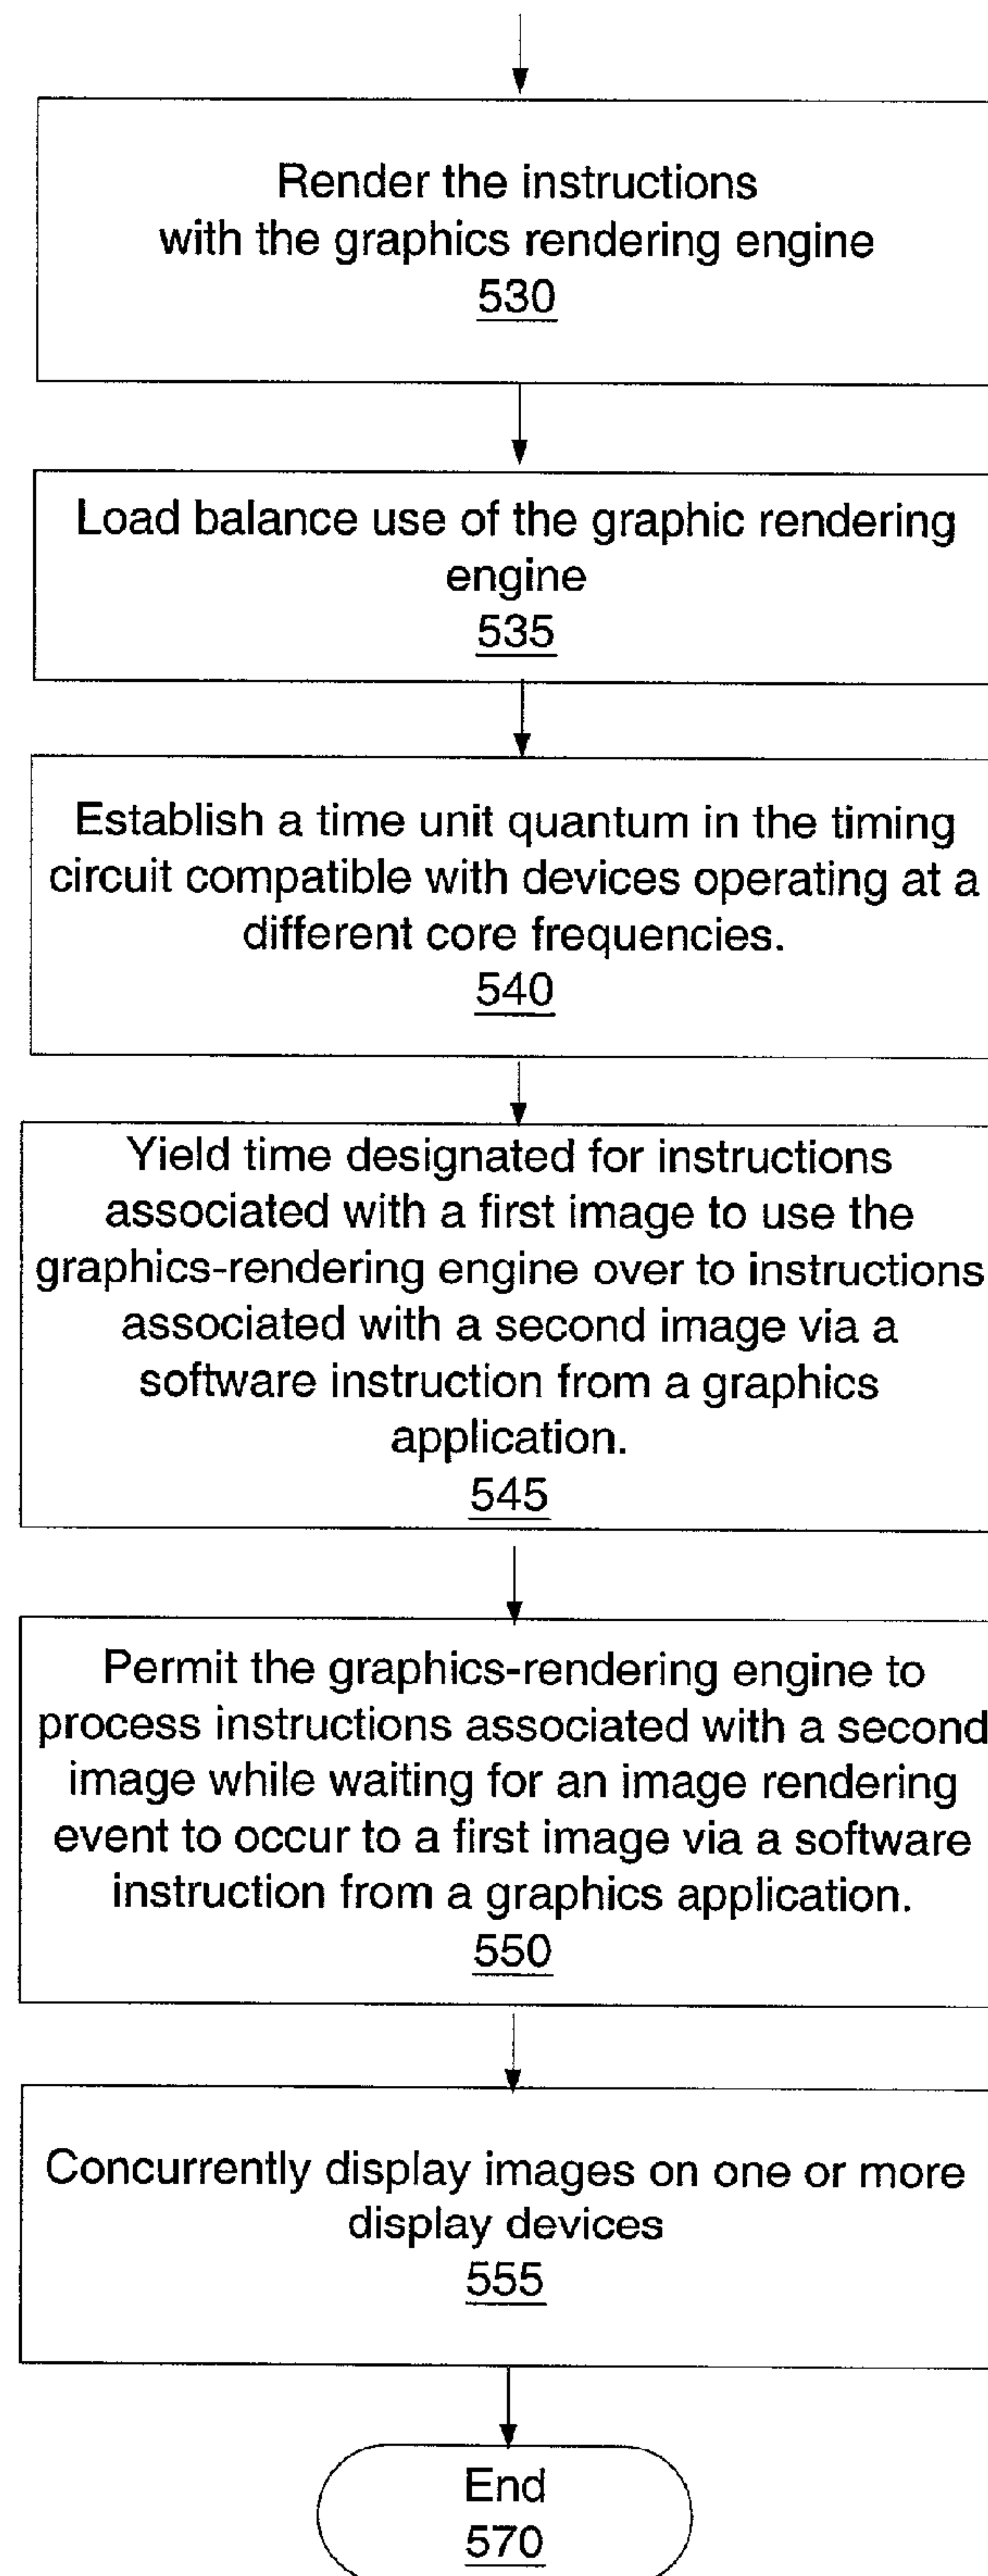 Render the instructions
with the graphics rendering engine
530
Load balance use of the graphic rendering
engine
535
Establish a time unit quantum in the timing
circuit compatible with devices operating at a
different core frequencies.
540
Yield time designated for instructions
associated with a first image to use the
graphics-rendering engine over to instructions
associated with a second image via a
software instruction from a graphics
application.
545
Permit the graphics-rendering engine to
process instructions associated with a second
image while waiting for an image rendering
event to occur to a first image via a software
instruction from a graphics application.
550
Concurrently display images on one or more
display devices
555
End
570